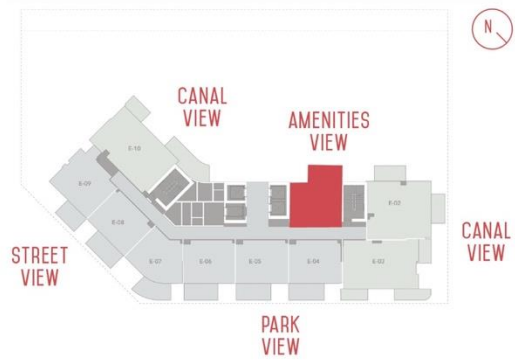 N
CANAL
VIEW
AMENITIES
VIEW
E-10
E-09
E-08
E-07
E-06
E-05
E-04
E-03
E-02
STREET
VIEW
CANAL
VIEW
PARK
VIEW